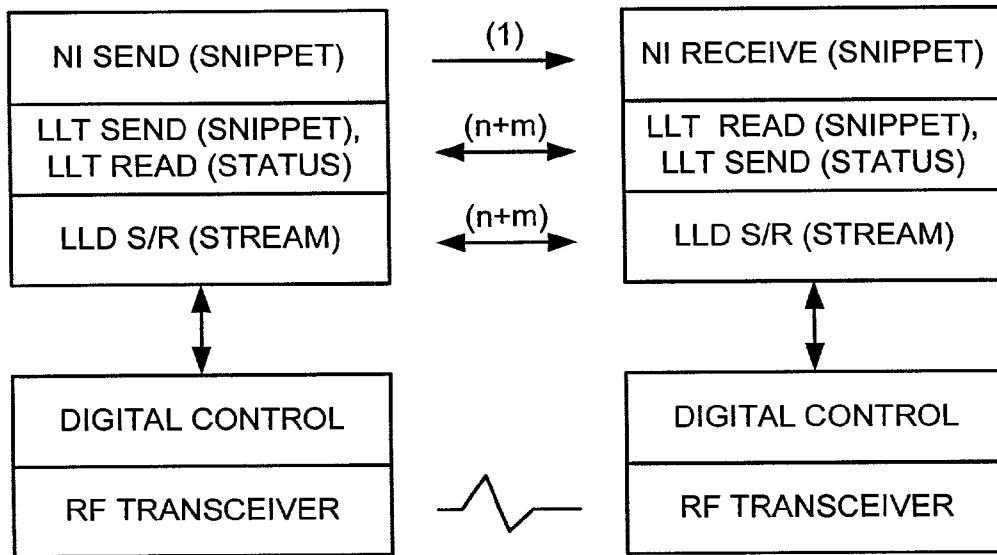 NI SEND (SNIPPET)
(1)
NI RECEIVE (SNIPPET)
LLT SEND (SNIPPET),
LLT READ (STATUS)
(n+m)
LLT READ (SNIPPET),
LLT SEND (STATUS)
LLD S/R (STREAM)
(n+m)
LLD S/R (STREAM)
DIGITAL CONTROL
DIGITAL CONTROL
RF TRANSCEIVER
RF TRANSCEIVER